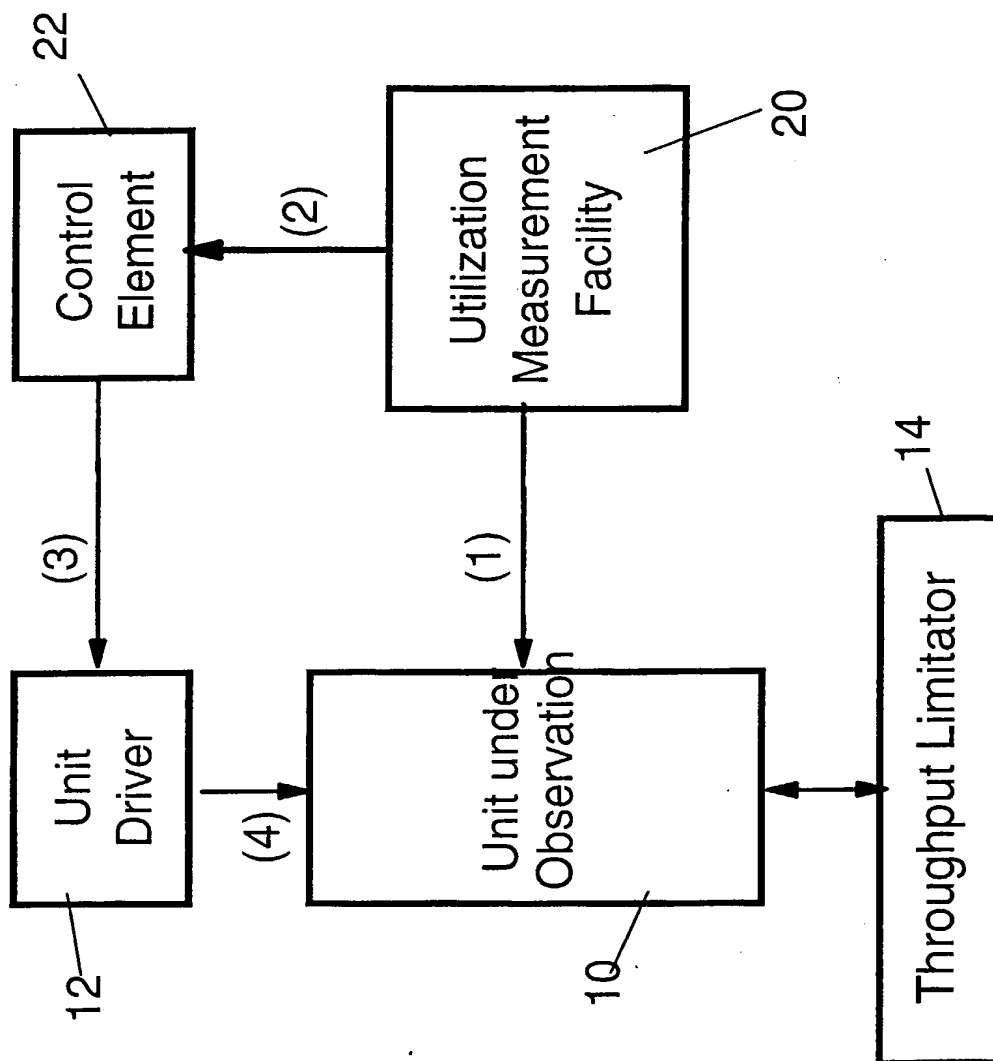 12
Unit
Driver
(3)
Control
Element
22
(4)
(2)
10
Unit under
Observation
(1)
Utilization
Measurement
Facility
20
Throughput Limitator
14